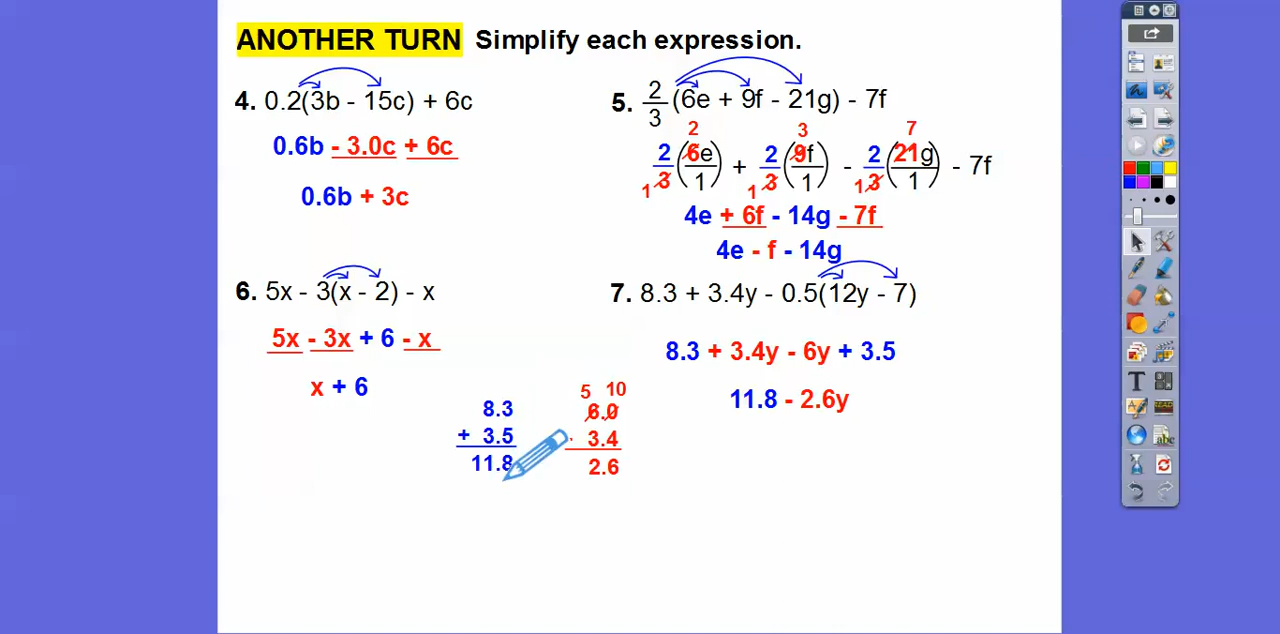 ANOTHER TURN Simplify each expression.
4. 0.2(3b - 15c) + 6c
0.6b - 3.0c + 6c
0.6b + 3c
5. 2/3 (6e + 9f - 21g) - 7f
2 3 7
2/3 (6e/1) + 2/3 (9f/1) - 2/3 (21g/1) - 7f
1 1 1
4e + 6f - 14g - 7f
4e - f - 14g
6. 5x - 3(x - 2) - x
5x - 3x + 6 - x
x + 6
7. 8.3 + 3.4y - 0.5(12y - 7)
8.3 + 3.4y - 6y + 3.5
11.8 - 2.6y
8.3
+ 3.5
11.8
5 10
6.0
3.4
2.6